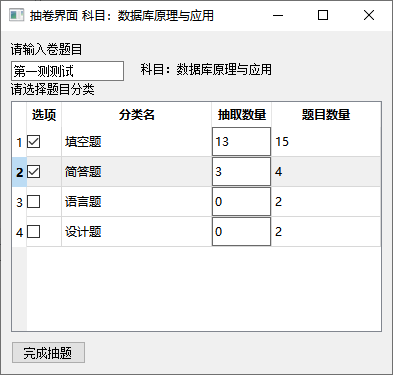 抽卷界面 科目：数据库原理与应用
请输入卷题目
第一测测试 科目：数据库原理与应用
请选择题目分类
选项 分类名 抽取数量 题目数量
1 填空题 13 15
2 简答题 3 4
3 语言题 0 2
4 设计题 0 2
完成抽题